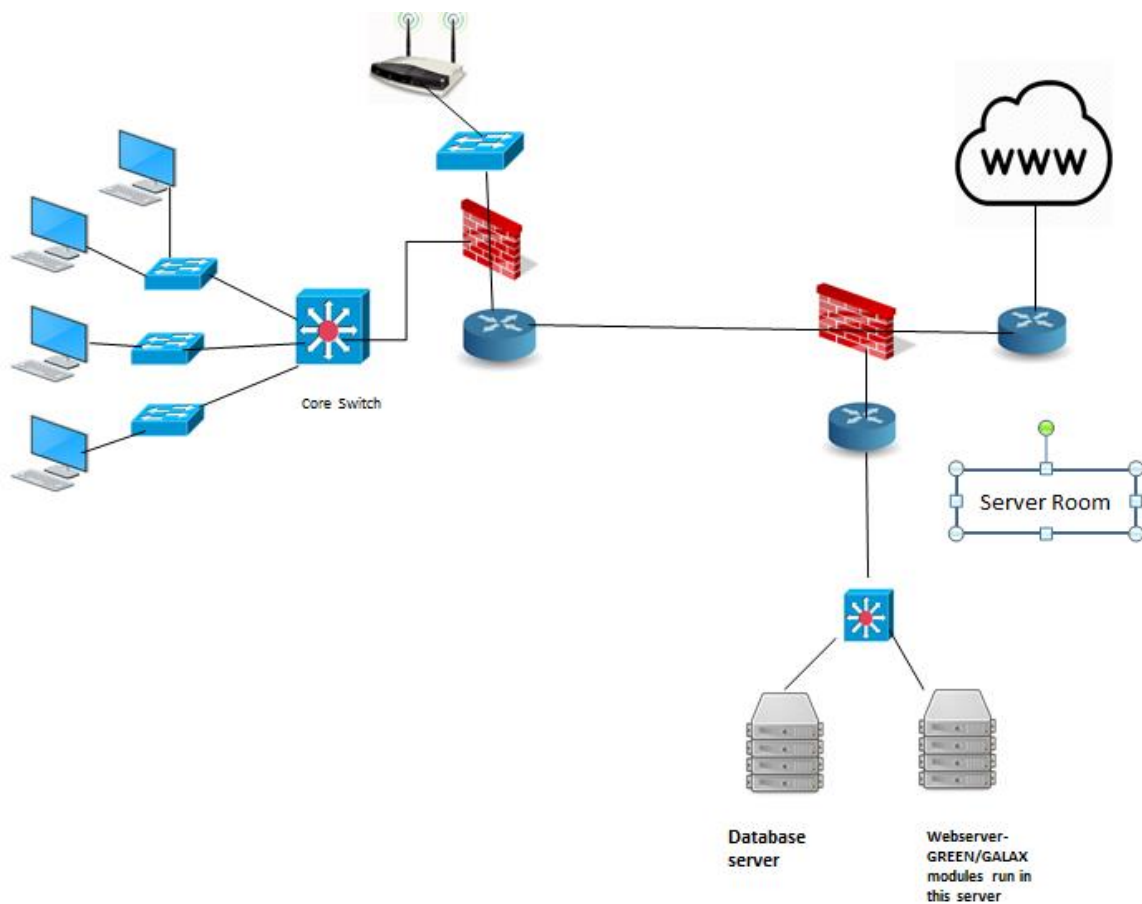 WWW
Core Switch
Server Room
Database
server
Webserver-
GREEN/GALAX
modules run in
this server